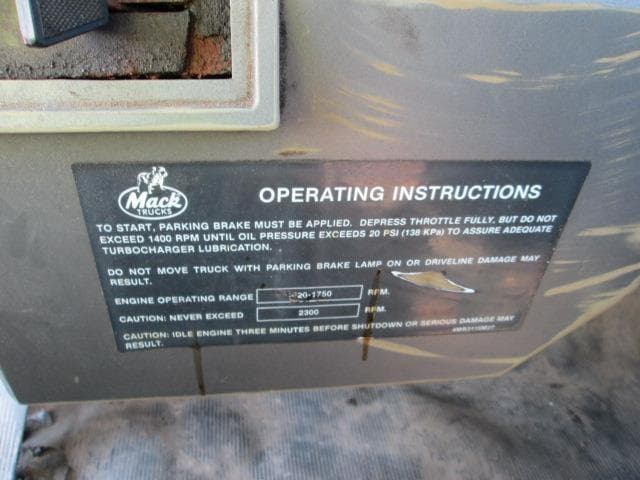 Mack
TRUCKS
OPERATING INSTRUCTIONS
TO START, PARKING BRAKE MUST BE APPLIED. DEPRESS THROTTLE FULLY, BUT DO NOT
EXCEED 1400 RPM UNTIL OIL PRESSURE EXCEEDS 20 PSI (138 KPa) TO ASSURE ADEQUATE
TURBOCHARGER LUBRICATION.
DO NOT MOVE TRUCK WITH PARKING BRAKE LAMP ON OR DRIVELINE DAMAGE MAY
RESULT.
ENGINE OPERATING RANGE RPM.
CAUTION: NEVER EXCEED 2300 RPM.
CAUTION: IDLE ENGINE THREE MINUTES BEFORE SHUTDOWN OR SERIOUS DAMAGE MAY
RESULT.